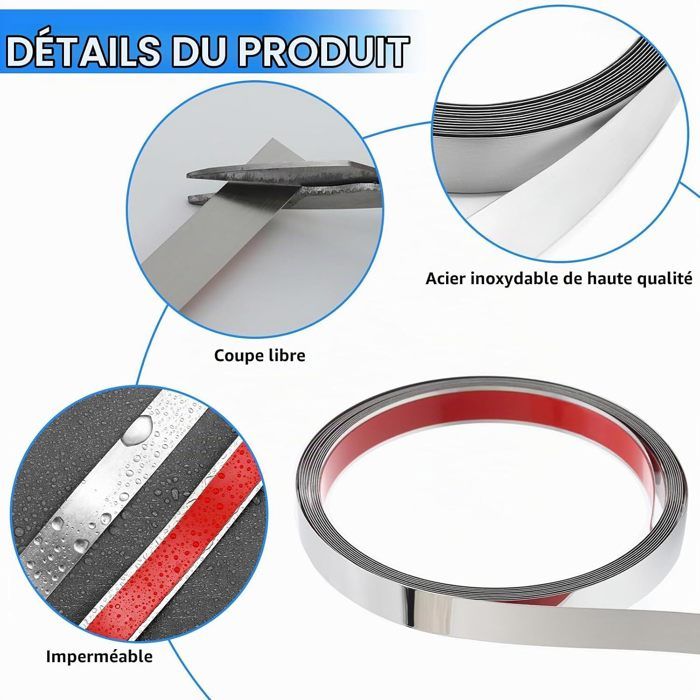 DÉTAILS DU PRODUIT
Acier inoxydable de haute qualité
Coupe libre
Imperméable